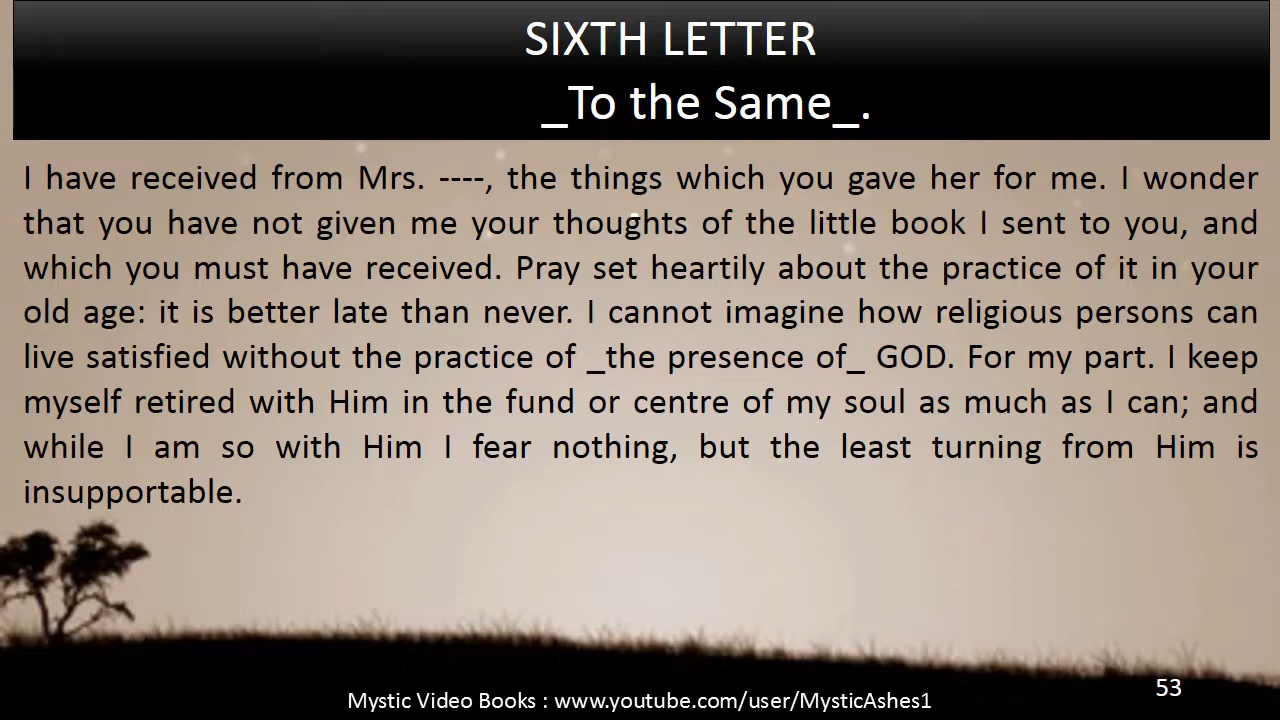 SIXTH LETTER
_To the Same_.
I have received from Mrs. ----, the things which you gave her for me. I wonder
that you have not given me your thoughts of the little book I sent to you, and
which you must have received. Pray set heartily about the practice of it in your
old age: it is better late than never. I cannot imagine how religious persons can
live satisfied without the practice of _the presence of_ GOD. For my part. I keep
myself retired with Him in the fund or centre of my soul as much as I can; and
while I am so with Him I fear nothing, but the least turning from Him is
insupportable.
53
Mystic Video Books : www.youtube.com/user/MysticAshes1